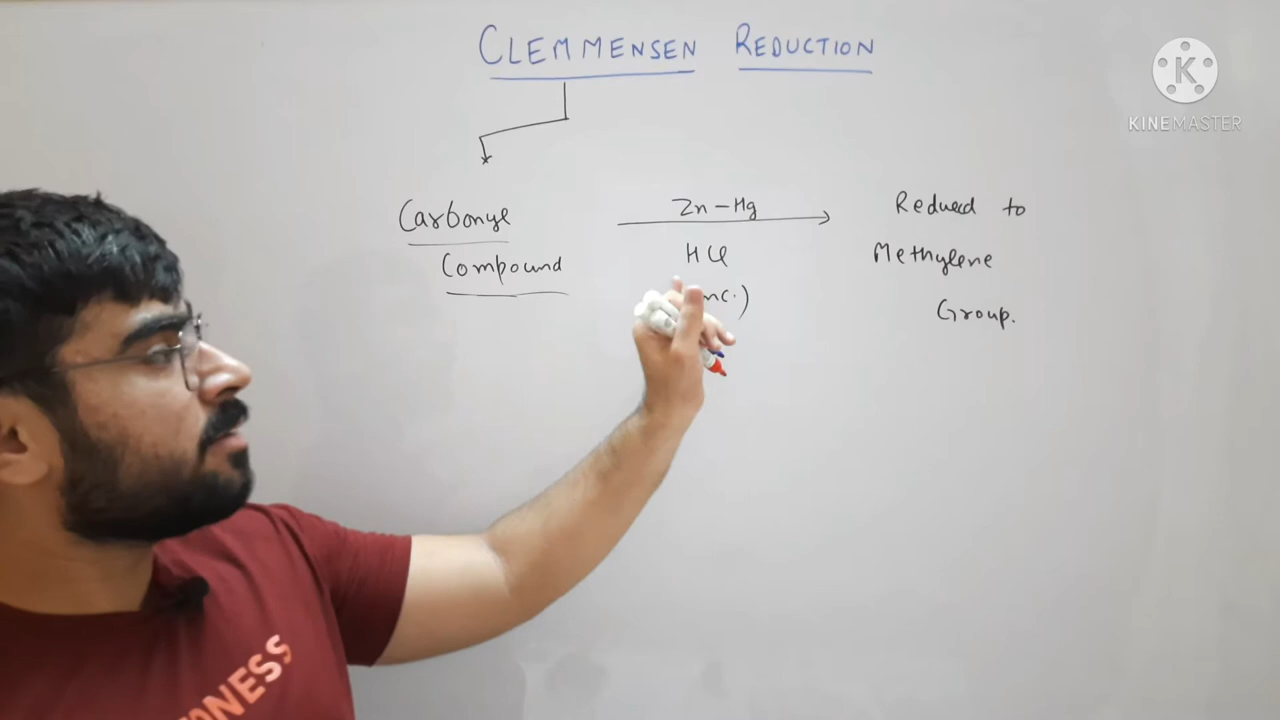 CLEMMENSEN REDUCTION
KINEMASTER
Carbonyl
Compound
Zn-Hg
HCl
nc.)
Reduced to
Methylene
Group.